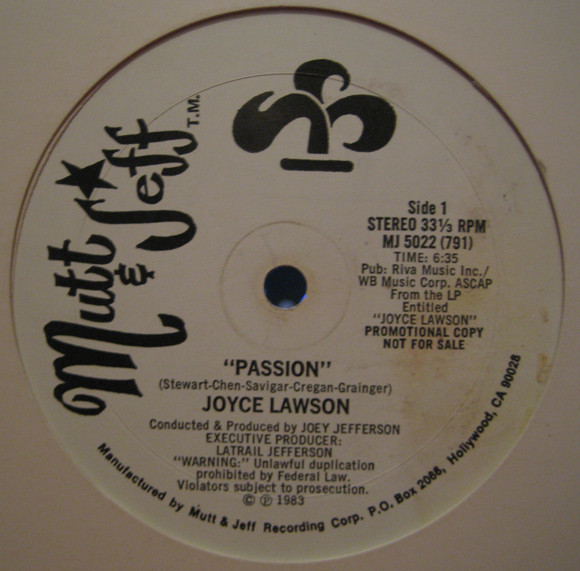 Mutt
& Jeff T.M.
Side 1
STEREO 33⅓ RPM
MJ 5022 (791)
TIME: 6:35
Pub: Riva Music Inc./
WB Music Corp. ASCAP
From the LP
Entitled
"JOYCE LAWSON"
PROMOTIONAL COPY
NOT FOR SALE
"PASSION"
(Stewart-Chen-Savigar-Cregan-Grainger)
JOYCE LAWSON
Conducted & Produced by JOEY JEFFERSON
EXECUTIVE PRODUCER:
LATRAIL JEFFERSON
"WARNING:" Unlawful duplication
prohibited by Federal Law.
Violators subject to prosecution.
© ℗ 1983
Manufactured by Mutt & Jeff Recording Corp. P.O. Box 2066, Hollywood, CA 90028